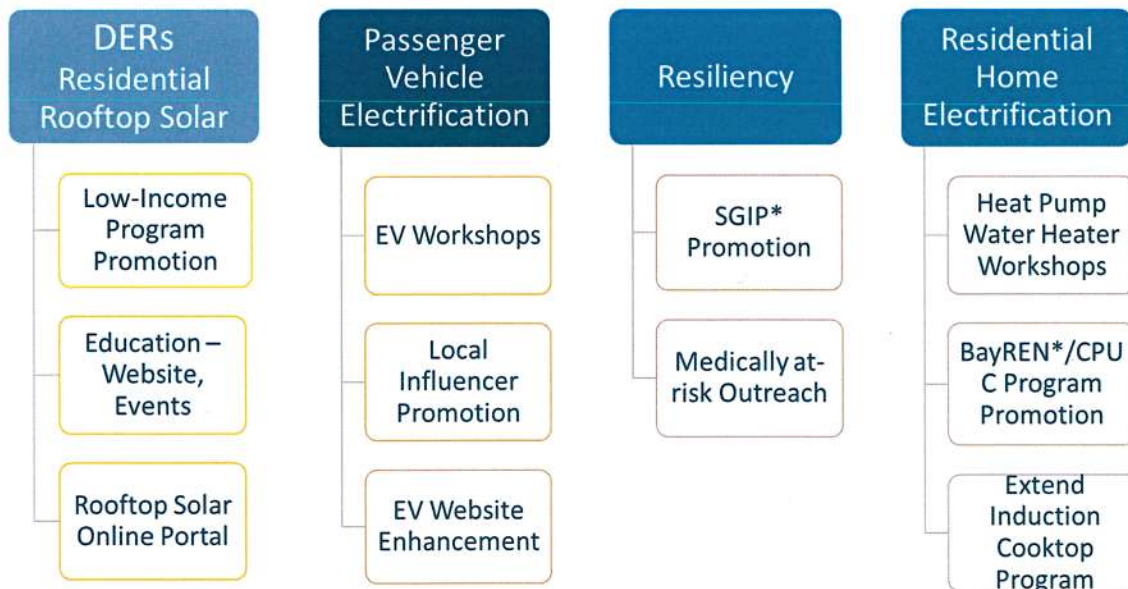 DERs
Residential
Rooftop Solar
Low-Income
Program
Promotion
Education –
Website,
Events
Rooftop Solar
Online Portal
Passenger
Vehicle
Electrification
EV Workshops
Local
Influencer
Promotion
EV Website
Enhancement
Resiliency
SGIP*
Promotion
Medically at-
risk Outreach
Residential
Home
Electrification
Heat Pump
Water Heater
Workshops
BayREN*/CPU
C Program
Promotion
Extend
Induction
Cooktop
Program